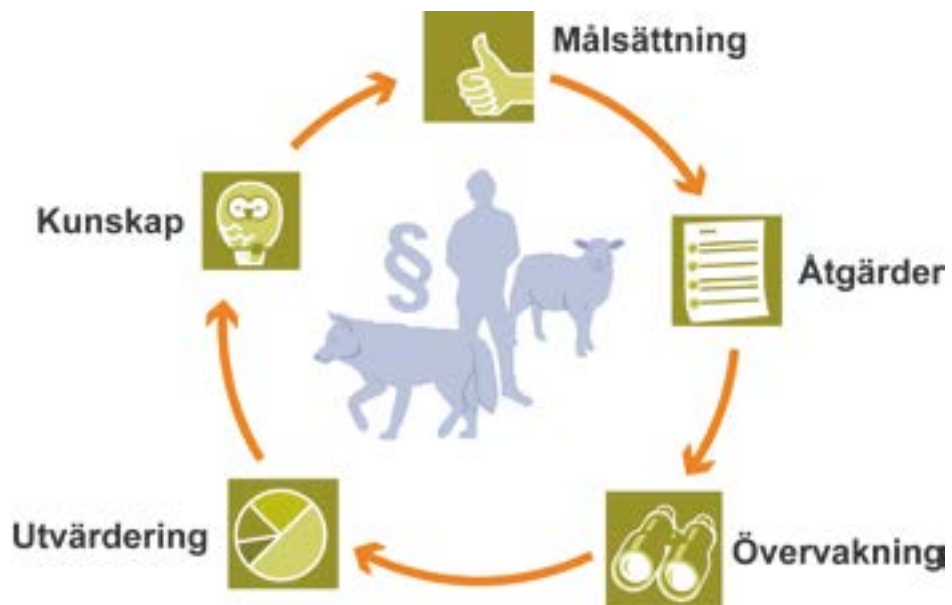 Målsättning
Kunskap
§
Åtgärder
Utvärdering
Övervakning